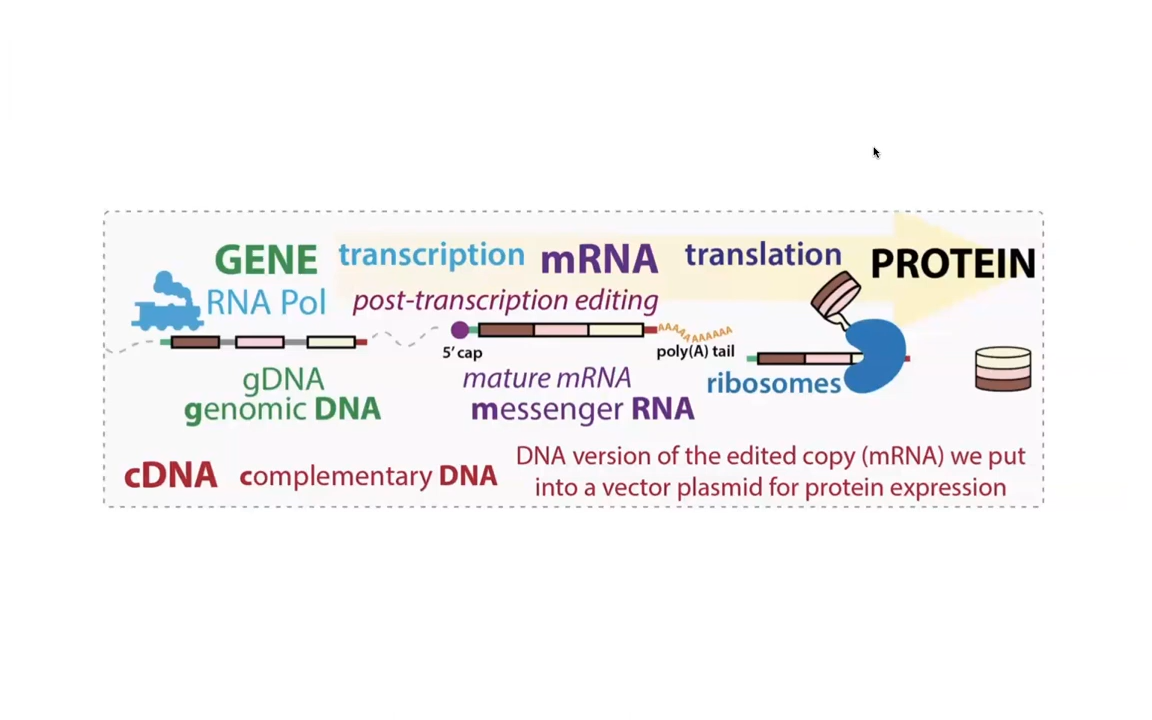 GENE transcription mRNA translation PROTEIN
RNA Pol post-transcription editing
AAAAAAAAAAA
5' cap
poly(A) tail
gDNA
genomic DNA
mature mRNA
messenger RNA
ribosomes
cDNA complementary DNA
DNA version of the edited copy (mRNA) we put
into a vector plasmid for protein expression